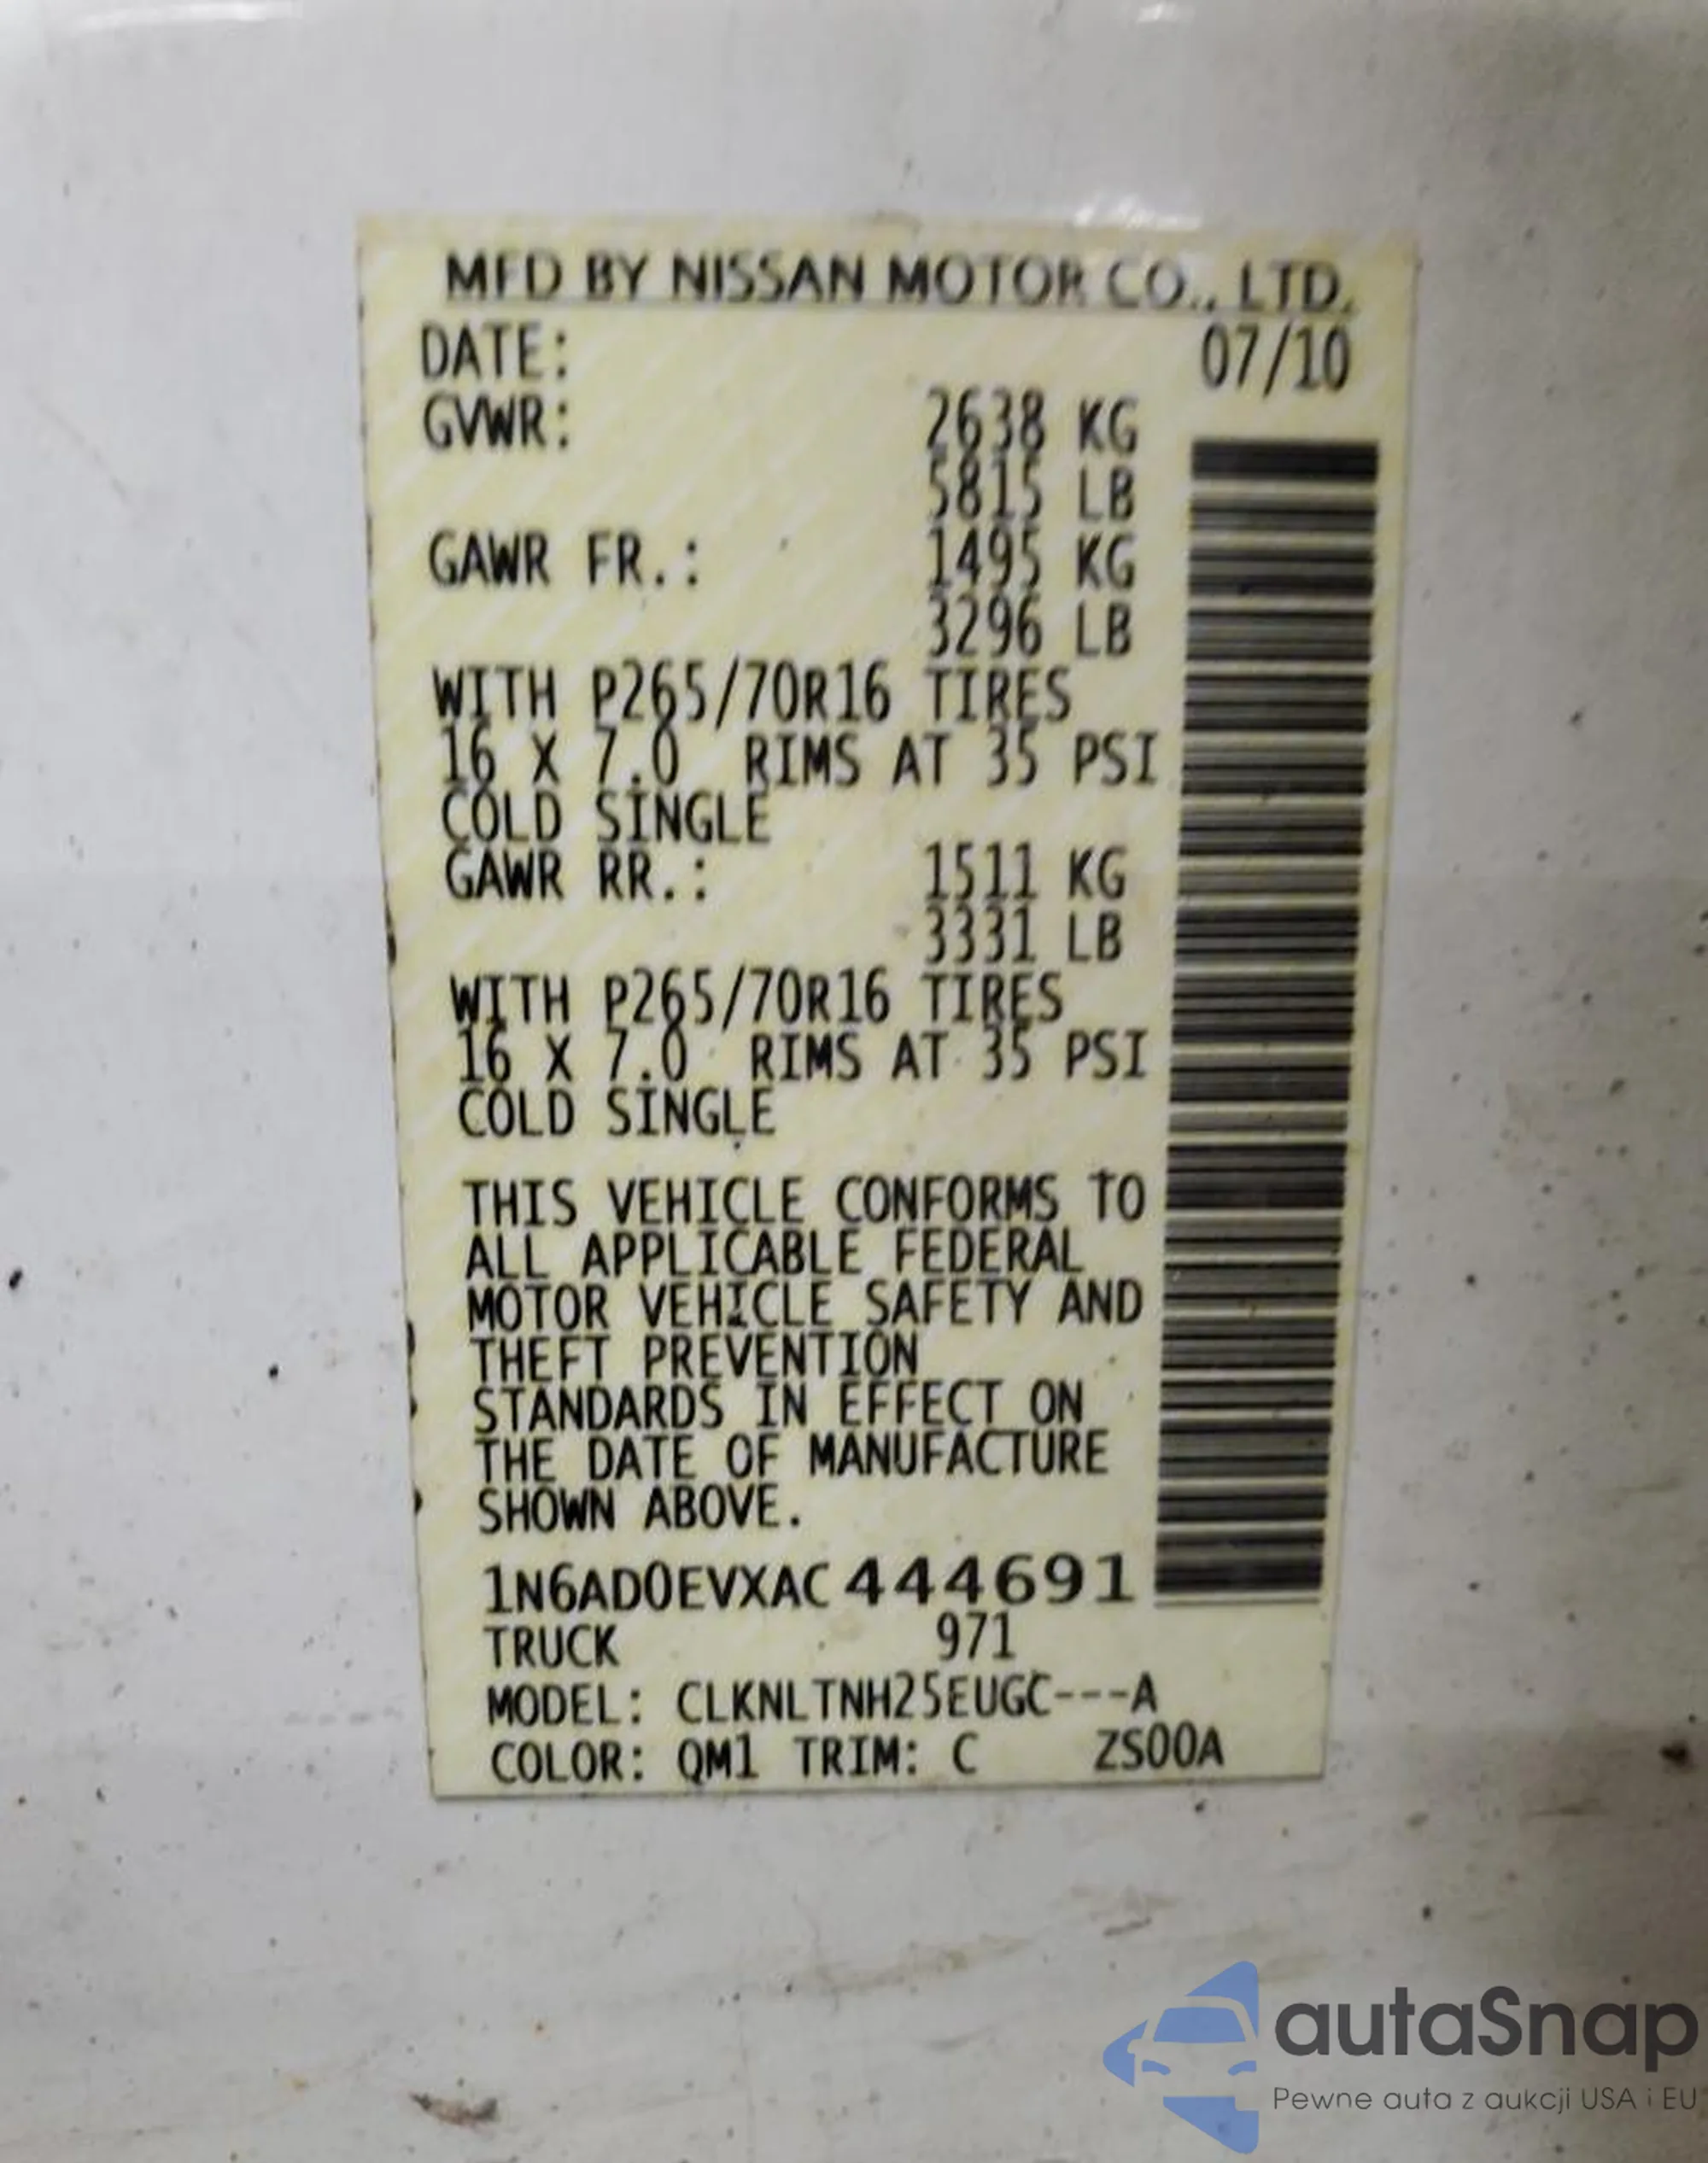 MFD BY NISSAN MOTOR CO., LTD.
DATE: 07/10
GVWR: 2638 KG
5815 LB
GAWR FR.: 1495 KG
3296 LB
WITH P265/70R16 TIRES
16 X 7.0 RIMS AT 35 PSI
COLD SINGLE
GAWR RR.: 1511 KG
3331 LB
WITH P265/70R16 TIRES
16 X 7.0 RIMS AT 35 PSI
COLD SINGLE
THIS VEHICLE CONFORMS TO
ALL APPLICABLE FEDERAL
MOTOR VEHICLE SAFETY AND
THEFT PREVENTION
STANDARDS IN EFFECT ON
THE DATE OF MANUFACTURE
SHOWN ABOVE.
1N6AD0EVXAC444691
TRUCK 971
MODEL: CLKNLTNH25EUGC---A
COLOR: QM1 TRIM: C ZS00A
autaSnap
Pewne auta z aukcji USA i EU